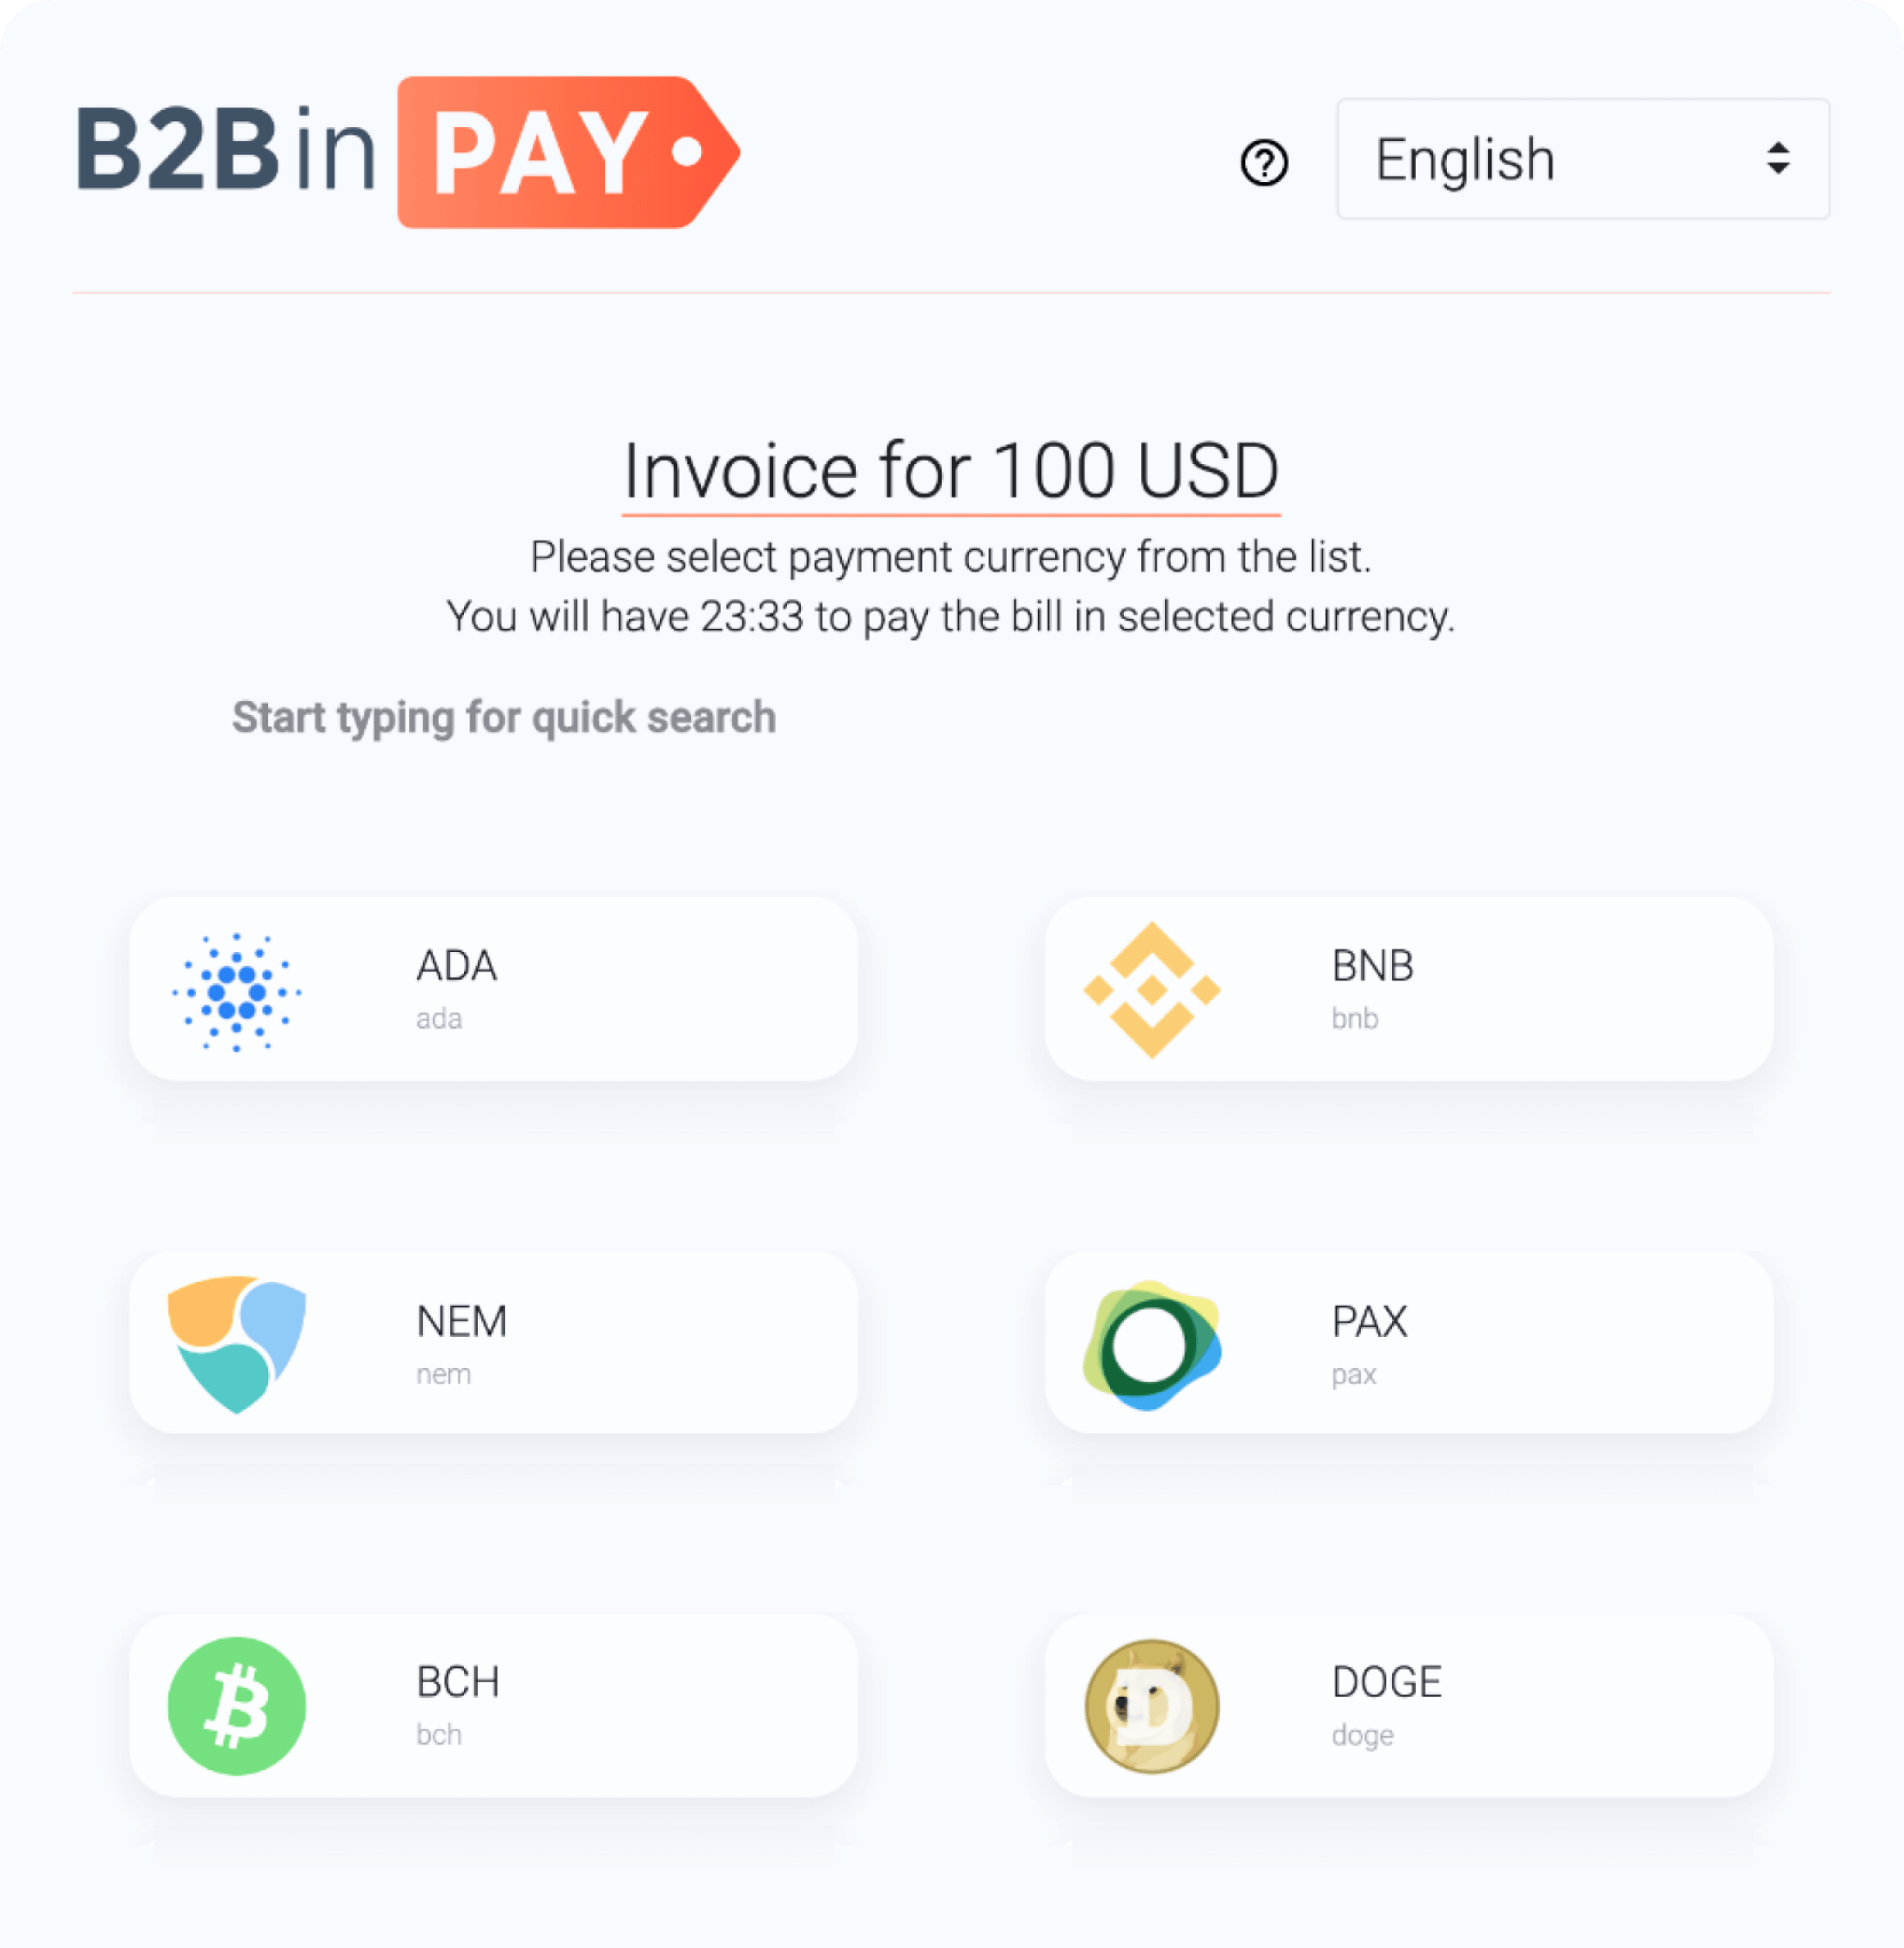 B2Bin PAY
English
Invoice for 100 USD
Please select payment currency from the list.
You will have 23:33 to pay the bill in selected currency.
Start typing for quick search
ADA
ada
BNB
bnb
NEM
nem
PAX
pax
BCH
bch
DOGE
doge